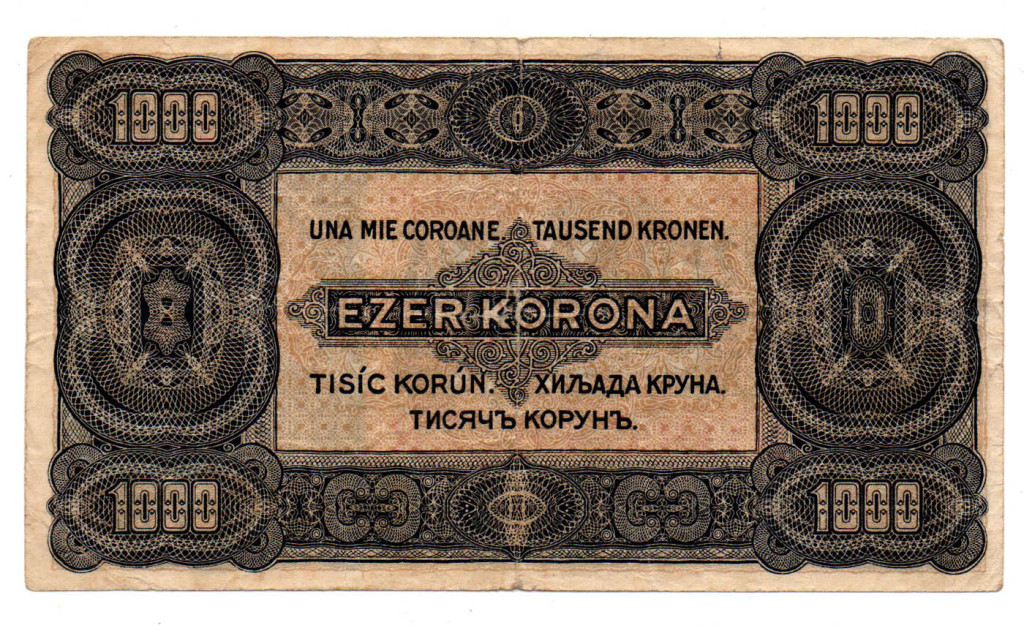 1000 1000
UNA MIE COROANE. TAUSEND KRONEN.
EZER KORONA
TISÍC KORÚN. ХИЉАДА КРУНА.
ТИСЯЧЪ КОРУНЪ.
1000 1000